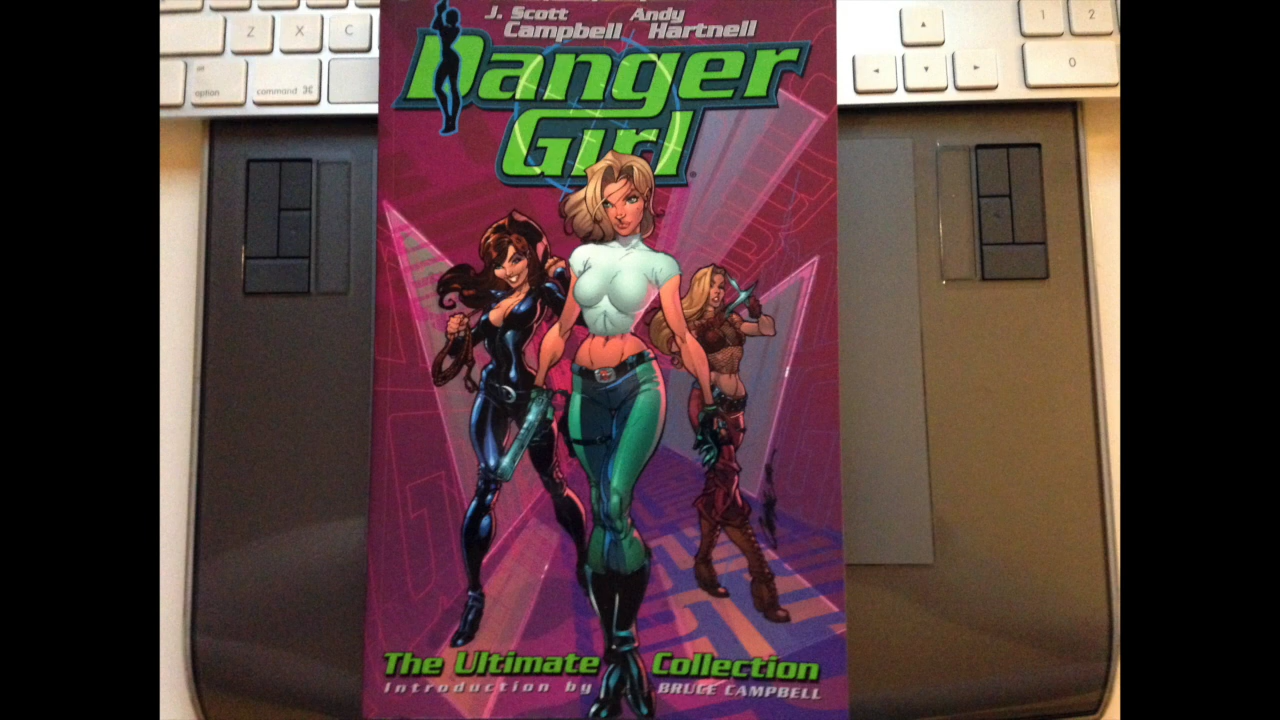 J. Scott Campbell
Andy Hartnell
Danger
Girl
The Ultimate Collection
Introduction by BRUCE CAMPBELL
Z X C
option command ⌘
1 2
0